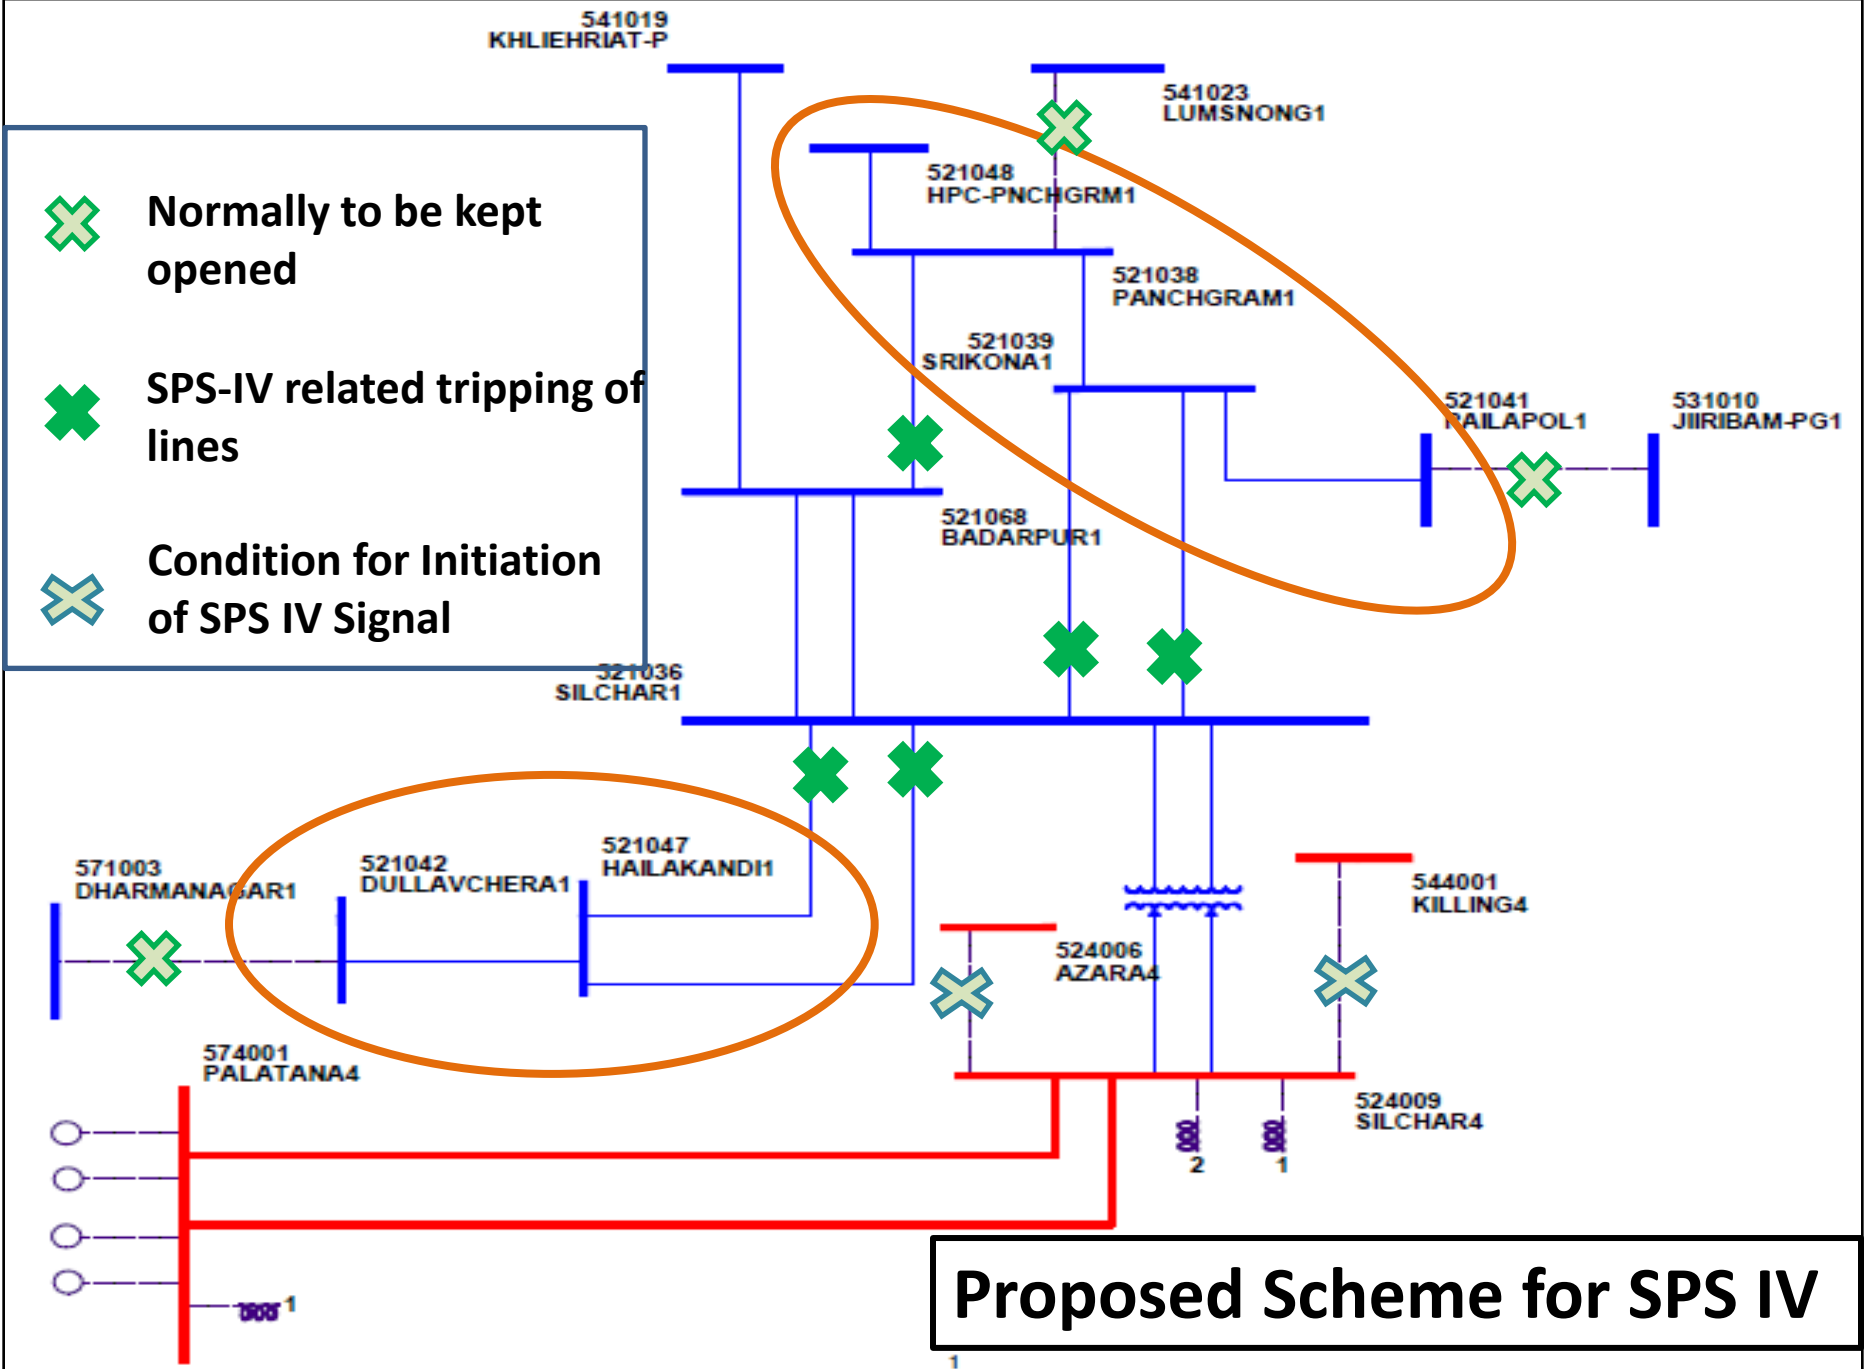 541019
KHLIEHRIAT-P
541023
LUMSNONG1
Normally to be kept
opened
521048
HPC-PNCHGRM1
521038
PANCHGRAM1
521039
SRIKONA1
SPS-IV related tripping of
lines
521041
PAILAPOL1
531010
JIIRIBAM-PG1
521068
BADARPUR1
Condition for Initiation
of SPS IV Signal
521036
SILCHAR1
521047
HAILAKANDI1
521042
DULLAVCHERA1
571003
DHARMANAGAR1
544001
KILLING4
524006
AZARA4
574001
PALATANA4
524009
SILCHAR4
2
1
1
Proposed Scheme for SPS IV
1